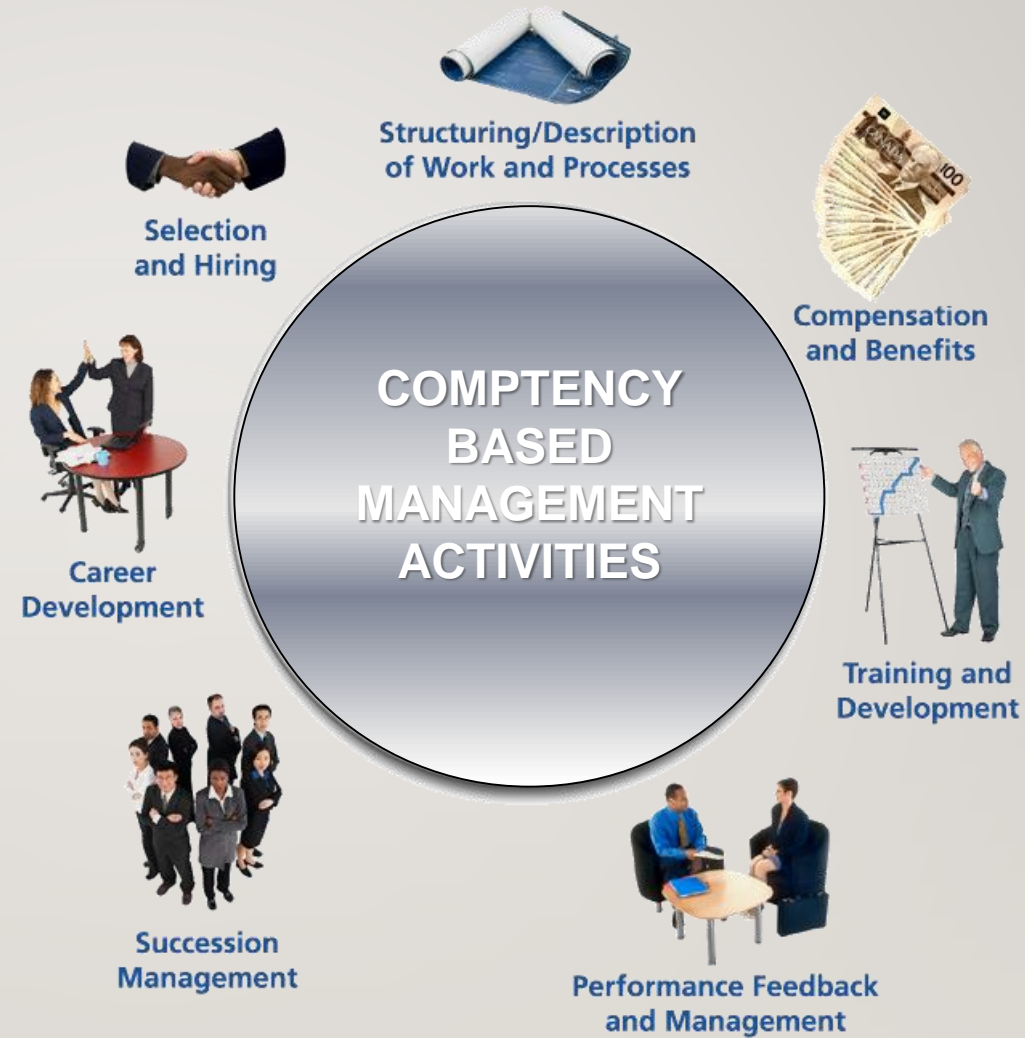 Structuring/Description
of Work and Processes
Selection
and Hiring
Compensation
and Benefits
COMPTENCY
BASED
MANAGEMENT
ACTIVITIES
Career
Development
Training and
Development
Succession
Management
Performance Feedback
and Management
100